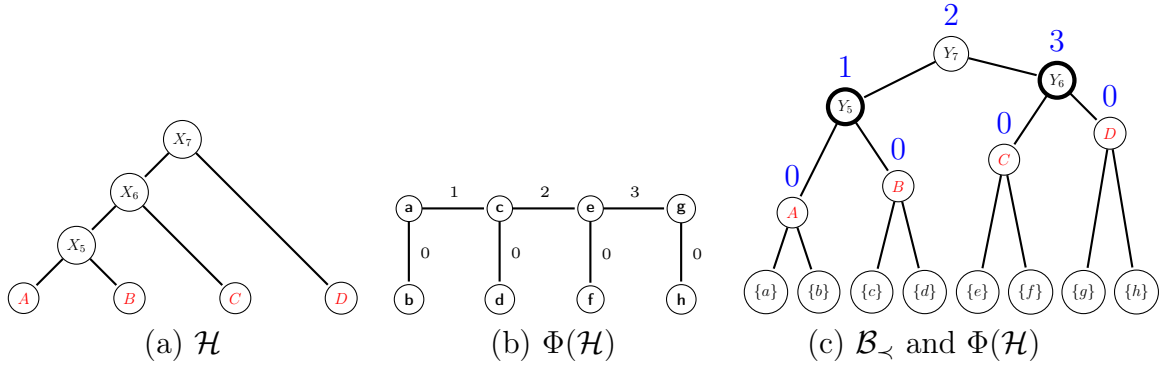 2
Y₇
3
1
Y₆
Y₅
0
X₇
0
D
0
C
0
B
X₆
0
A
1
2
3
a
c
e
g
X₅
0
0
0
0
A
B
C
D
b
d
f
h
{a}
{b}
{c}
{d}
{e}
{f}
{g}
{h}
(a) ℋ
(b) Φ(ℋ)
(c) ℬ≺ and Φ(ℋ)